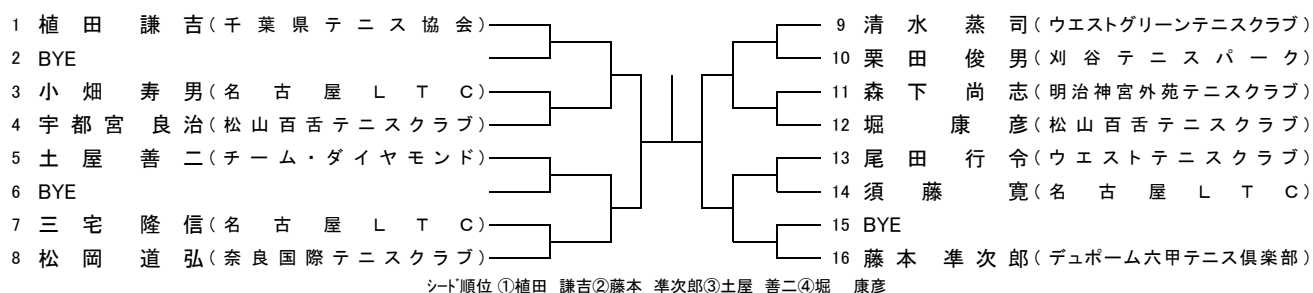 1 植田 謙吉(千葉県テニス協会)
2 BYE
3 小畑 寿男(名古屋LTC)
4 宇都宮 良治(松山百舌テニスクラブ)
5 土屋 善二(チーム・ダイヤモンド)
6 BYE
7 三宅 隆信(名古屋LTC)
8 松岡 道弘(奈良国際テニスクラブ)
9 清水 蒸司(ウエストグリーンテニスクラブ)
10 栗田 俊男(刈谷テニスパーク)
11 森下 尚志(明治神宮外苑テニスクラブ)
12 堀 康彦(松山百舌テニスクラブ)
13 尾田 行令(ウエストテニスクラブ)
14 須藤 寛(名古屋LTC)
15 BYE
16 藤本 準次郎(デュポーム六甲テニス倶楽部)
シード順位 ①植田 謙吉②藤本 準次郎③土屋 善二④堀 康彦